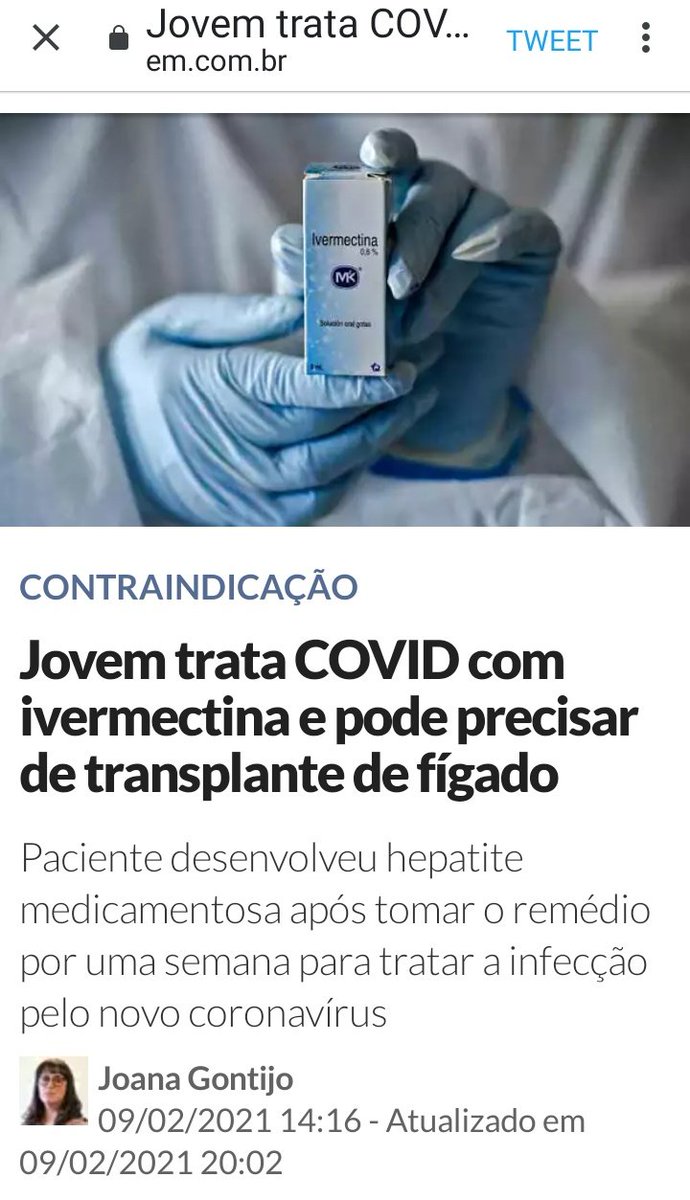 Jovem trata COV...
em.com.br
TWEET
Ivermectina
0,6%
MK
Solución oral gotas
CONTRAINDICAÇÃO
Jovem trata COVID com
ivermectina e pode precisar
de transplante de fígado
Paciente desenvolveu hepatite
medicamentosa após tomar o remédio
por uma semana para tratar a infecção
pelo novo coronavírus
Joana Gontijo
09/02/2021 14:16 - Atualizado em
09/02/2021 20:02